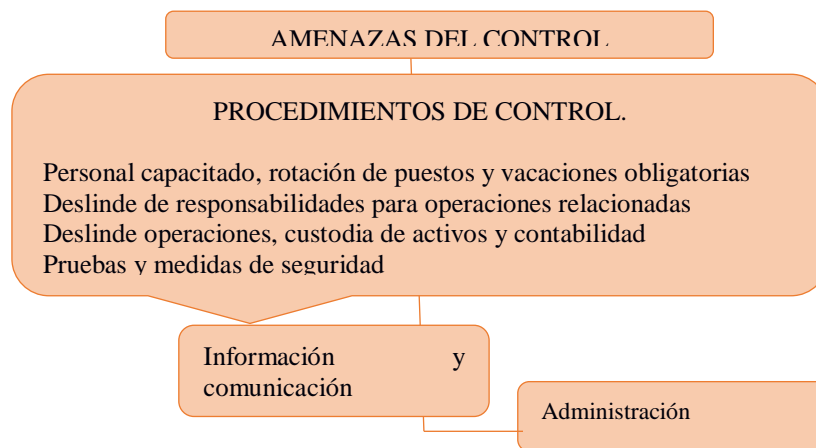 AMENAZAS DEL CONTROL
PROCEDIMIENTOS DE CONTROL.
Personal capacitado, rotación de puestos y vacaciones obligatorias
Deslinde de responsabilidades para operaciones relacionadas
Deslinde operaciones, custodia de activos y contabilidad
Pruebas y medidas de seguridad
Información y
comunicación
Administración